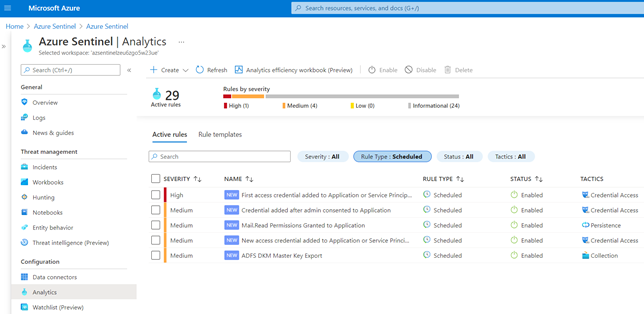 Microsoft Azure
Search resources, services, and docs (G+/)
Home > Azure Sentinel > Azure Sentinel
Azure Sentinel | Analytics ...
Selected workspace: 'azsentinelzeu6zgo5w23ue'
Search (Ctrl+/)
«
»
General
Overview
Logs
News & guides
Threat management
Incidents
Workbooks
Hunting
Notebooks
Entity behavior
Threat intelligence (Preview)
Configuration
Data connectors
Analytics
Watchlist (Preview)
Create
Refresh
Analytics efficiency workbook (Preview)
Enable
Disable
Delete
29
Active rules
Rules by severity
High (1)
Medium (4)
Low (0)
Informational (24)
Active rules
Rule templates
Search
Severity : All
Rule Type : Scheduled
Status : All
Tactics : All
SEVERITY ↑↓ NAME ↑↓ RULE TYPE ↑↓ STATUS ↑↓ TACTICS
High NEW First access credential added to Application or Service Princip... Scheduled Enabled Credential Access
Medium NEW Credential added after admin consented to Application Scheduled Enabled Credential Access
Medium NEW Mail.Read Permissions Granted to Application Scheduled Enabled Persistence
Medium NEW New access credential added to Application or Service Princi... Scheduled Enabled Credential Access
Medium NEW ADFS DKM Master Key Export Scheduled Enabled Collection